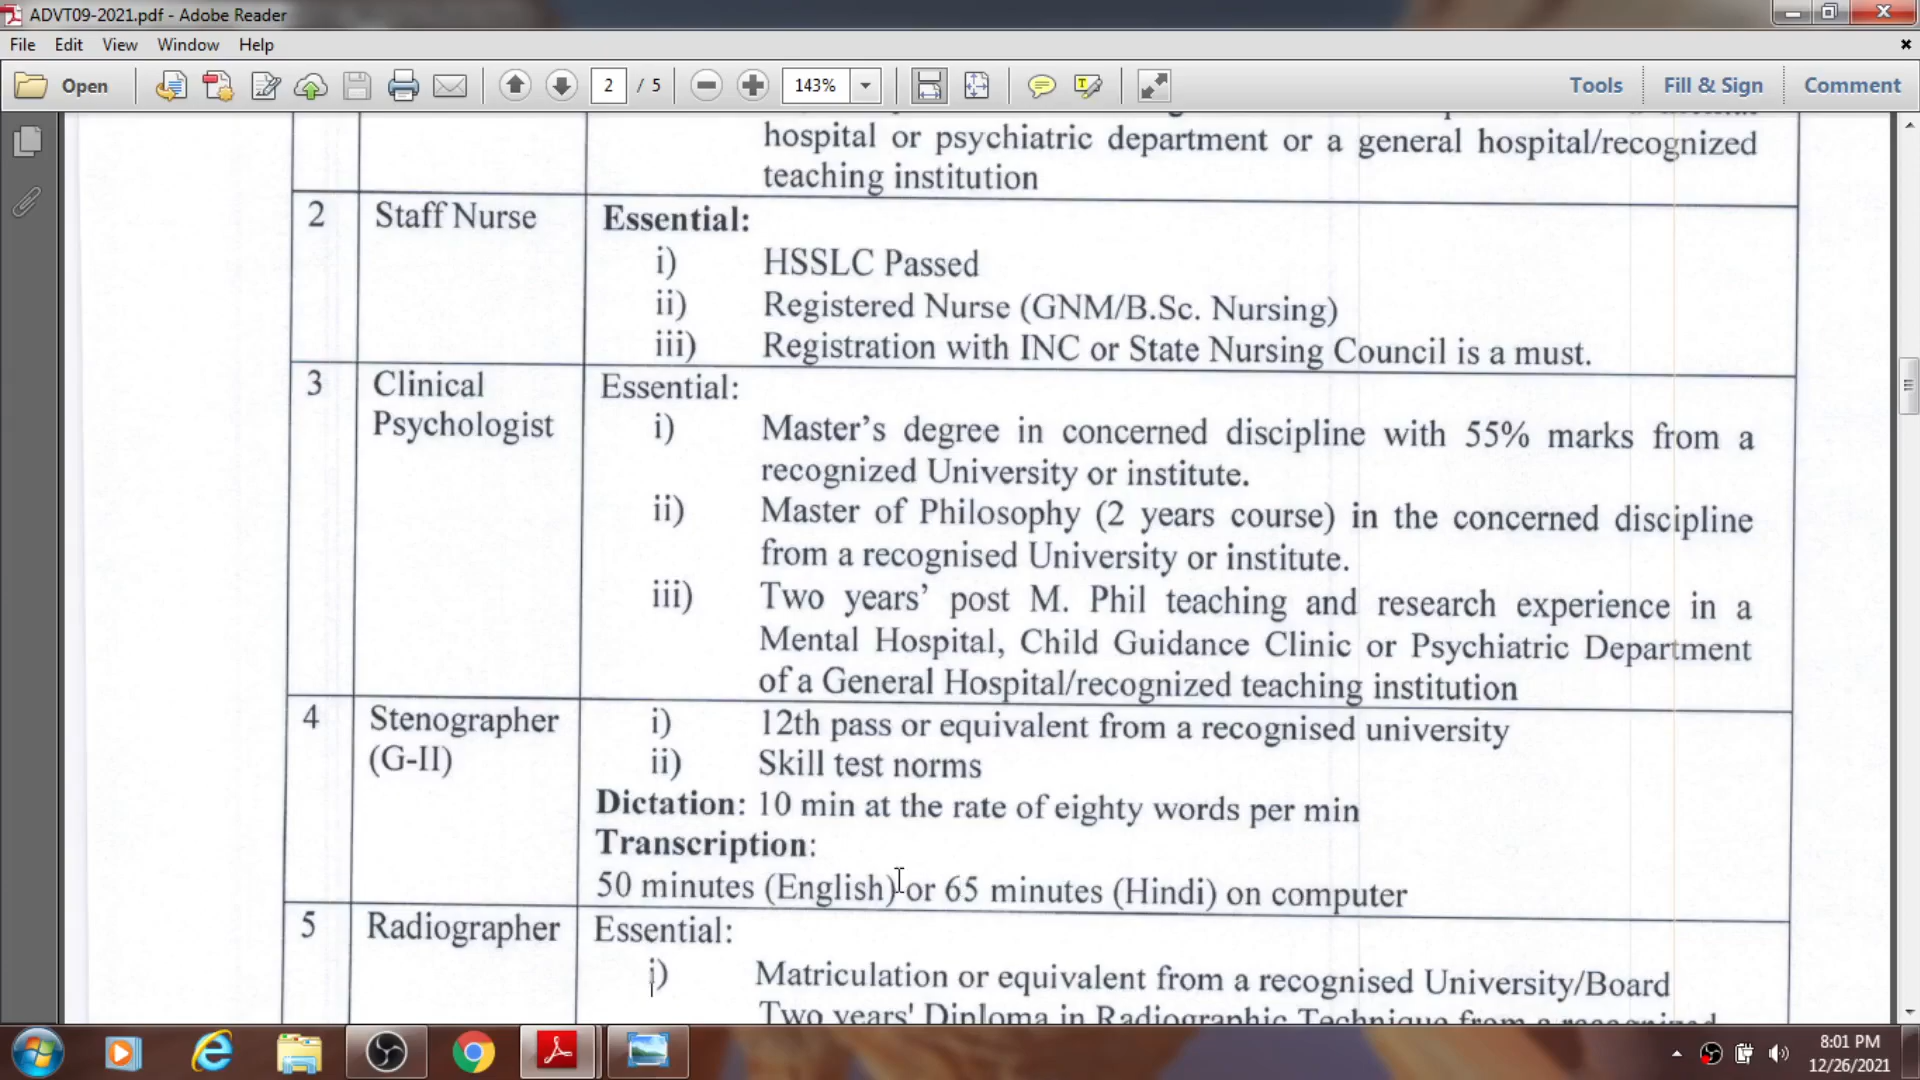 ADVT09-2021.pdf - Adobe Reader
File Edit View Window Help
Open 2 / 5 143% Tools Fill & Sign Comment
hospital or psychiatric department or a general hospital/recognized
teaching institution
2 Staff Nurse Essential:
i) HSSLC Passed
ii) Registered Nurse (GNM/B.Sc. Nursing)
iii) Registration with INC or State Nursing Council is a must.
3 Clinical Essential:
Psychologist i) Master's degree in concerned discipline with 55% marks from a
recognized University or institute.
ii) Master of Philosophy (2 years course) in the concerned discipline
from a recognised University or institute.
iii) Two years' post M. Phil teaching and research experience in a
Mental Hospital, Child Guidance Clinic or Psychiatric Department
of a General Hospital/recognized teaching institution
4 Stenographer i) 12th pass or equivalent from a recognised university
(G-II) ii) Skill test norms
Dictation: 10 min at the rate of eighty words per min
Transcription:
50 minutes (English) or 65 minutes (Hindi) on computer
5 Radiographer Essential:
i) Matriculation or equivalent from a recognised University/Board
Two years' Diploma in Radiographic Technique from a recognized
8:01 PM
12/26/2021